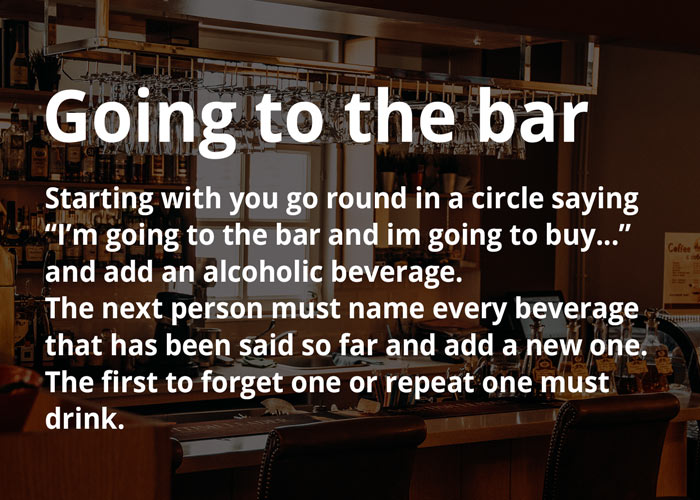 Going to the bar
Starting with you go round in a circle saying
“I’m going to the bar and im going to buy...”
and add an alcoholic beverage.
The next person must name every beverage
that has been said so far and add a new one.
The first to forget one or repeat one must
drink.
Coffee